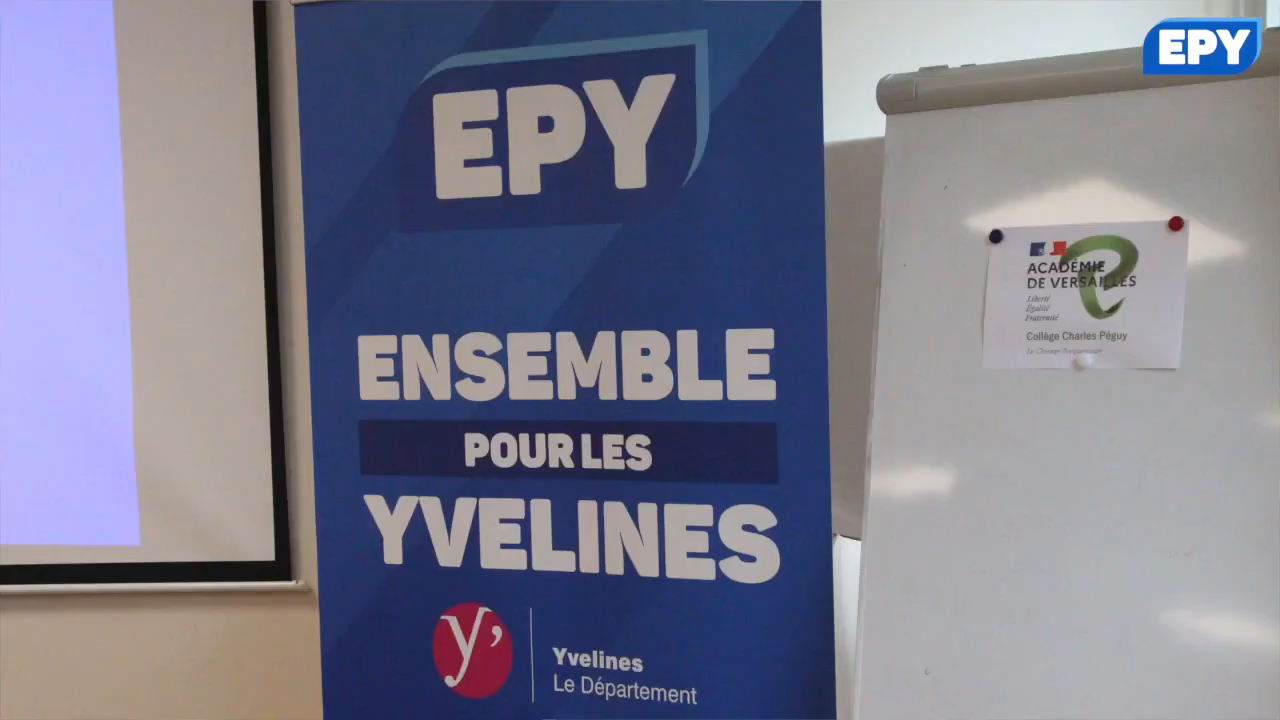 EPY
EPY
ENSEMBLE
POUR LES
YVELINES
y'
Yvelines
Le Département
ACADÉMIE
DE VERSAILLES
Liberté
Égalité
Fraternité
Collège Charles Péguy